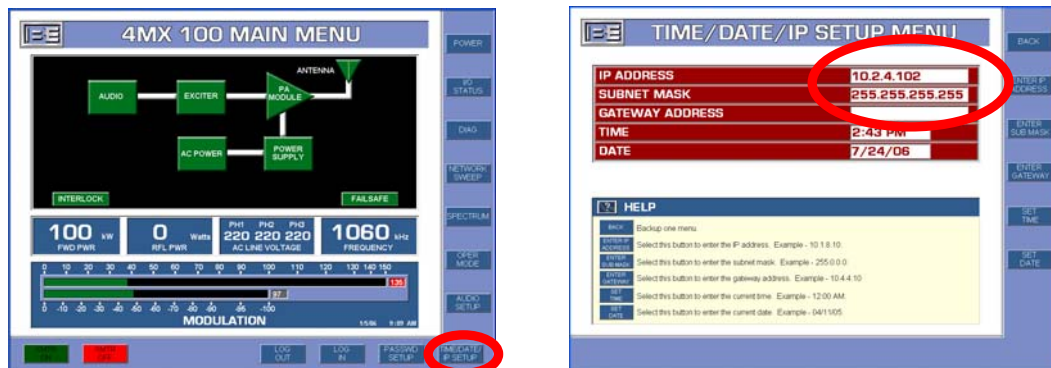 4MX 100 MAIN MENU
POWER
I/O
STATUS
DIAG
NETWORK
SWEEP
SPECTRUM
OPER
MODE
AUDIO
SETUP
AUDIO
EXCITER
PA
MODULE
ANTENNA
AC POWER
POWER
SUPPLY
INTERLOCK
FAILSAFE
100 kW
FWD PWR
0 Watts
RFL PWR
PH1 PH2 PH3
220 220 220
AC LINE VOLTAGE
1060 kHz
FREQUENCY
0 10 20 30 40 50 60 70 80 90 100 110 120 130 140 150
97
MODULATION
9:09 AM
LOG
OUT
LOG
IN
PASSWD
SETUP
TIME/DATE/
IP SETUP
TIME/DATE/IP SETUP MENU
IP ADDRESS 10.2.4.102
SUBNET MASK 255.255.255.255
GATEWAY ADDRESS
TIME 2:43 PM
DATE 7/24/06
BACK
ENTER IP
ADDRESS
ENTER
SUB MASK
ENTER
GATEWAY
SET
TIME
SET
DATE
? HELP
BACK Backup one menu
ENTER IP
ADDRESS Select this button to enter the IP address. Example - 10.1.6.10.
ENTER
SUB MASK Select this button to enter the subnet mask. Example - 255.0.0.0.
ENTER
GATEWAY Select this button to enter the gateway address. Example - 10.4.4.10
SET
TIME Select this button to enter the current time. Example - 12:00 AM.
SET
DATE Select this button to enter the current date. Example - 04/11/05